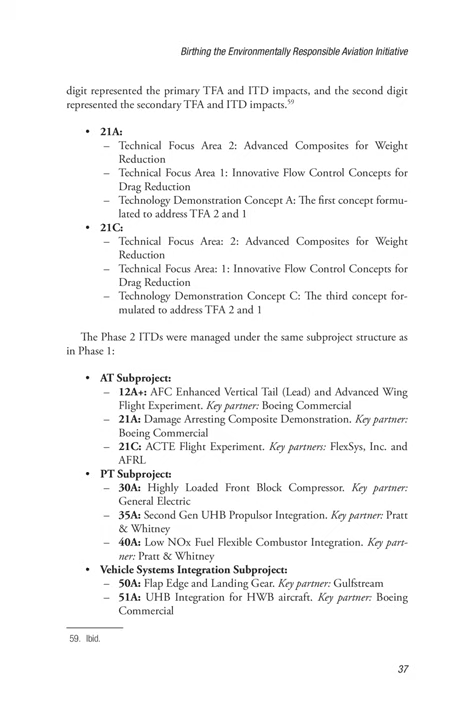 Birthing the Environmentally Responsible Aviation Initiative
digit represented the primary TFA and ITD impacts, and the second digit
represented the secondary TFA and ITD impacts.59
• 21A:
– Technical Focus Area 2: Advanced Composites for Weight
Reduction
– Technical Focus Area 1: Innovative Flow Control Concepts for
Drag Reduction
– Technology Demonstration Concept A: The first concept formu-
lated to address TFA 2 and 1
• 21C:
– Technical Focus Area: 2: Advanced Composites for Weight
Reduction
– Technical Focus Area: 1: Innovative Flow Control Concepts for
Drag Reduction
– Technology Demonstration Concept C: The third concept for-
mulated to address TFA 2 and 1
The Phase 2 ITDs were managed under the same subproject structure as
in Phase 1:
• AT Subproject:
– 12A+: AFC Enhanced Vertical Tail (Lead) and Advanced Wing
Flight Experiment. Key partner: Boeing Commercial
– 21A: Damage Arresting Composite Demonstration. Key partner:
Boeing Commercial
– 21C: ACTE Flight Experiment. Key partners: FlexSys, Inc. and
AFRL
• PT Subproject:
– 30A: Highly Loaded Front Block Compressor. Key partner:
General Electric
– 35A: Second Gen UHB Propulsor Integration. Key partner: Pratt
& Whitney
– 40A: Low NOx Fuel Flexible Combustor Integration. Key part-
ner: Pratt & Whitney
• Vehicle Systems Integration Subproject:
– 50A: Flap Edge and Landing Gear. Key partner: Gulfstream
– 51A: UHB Integration for HWB aircraft. Key partner: Boeing
Commercial
59. Ibid.
37